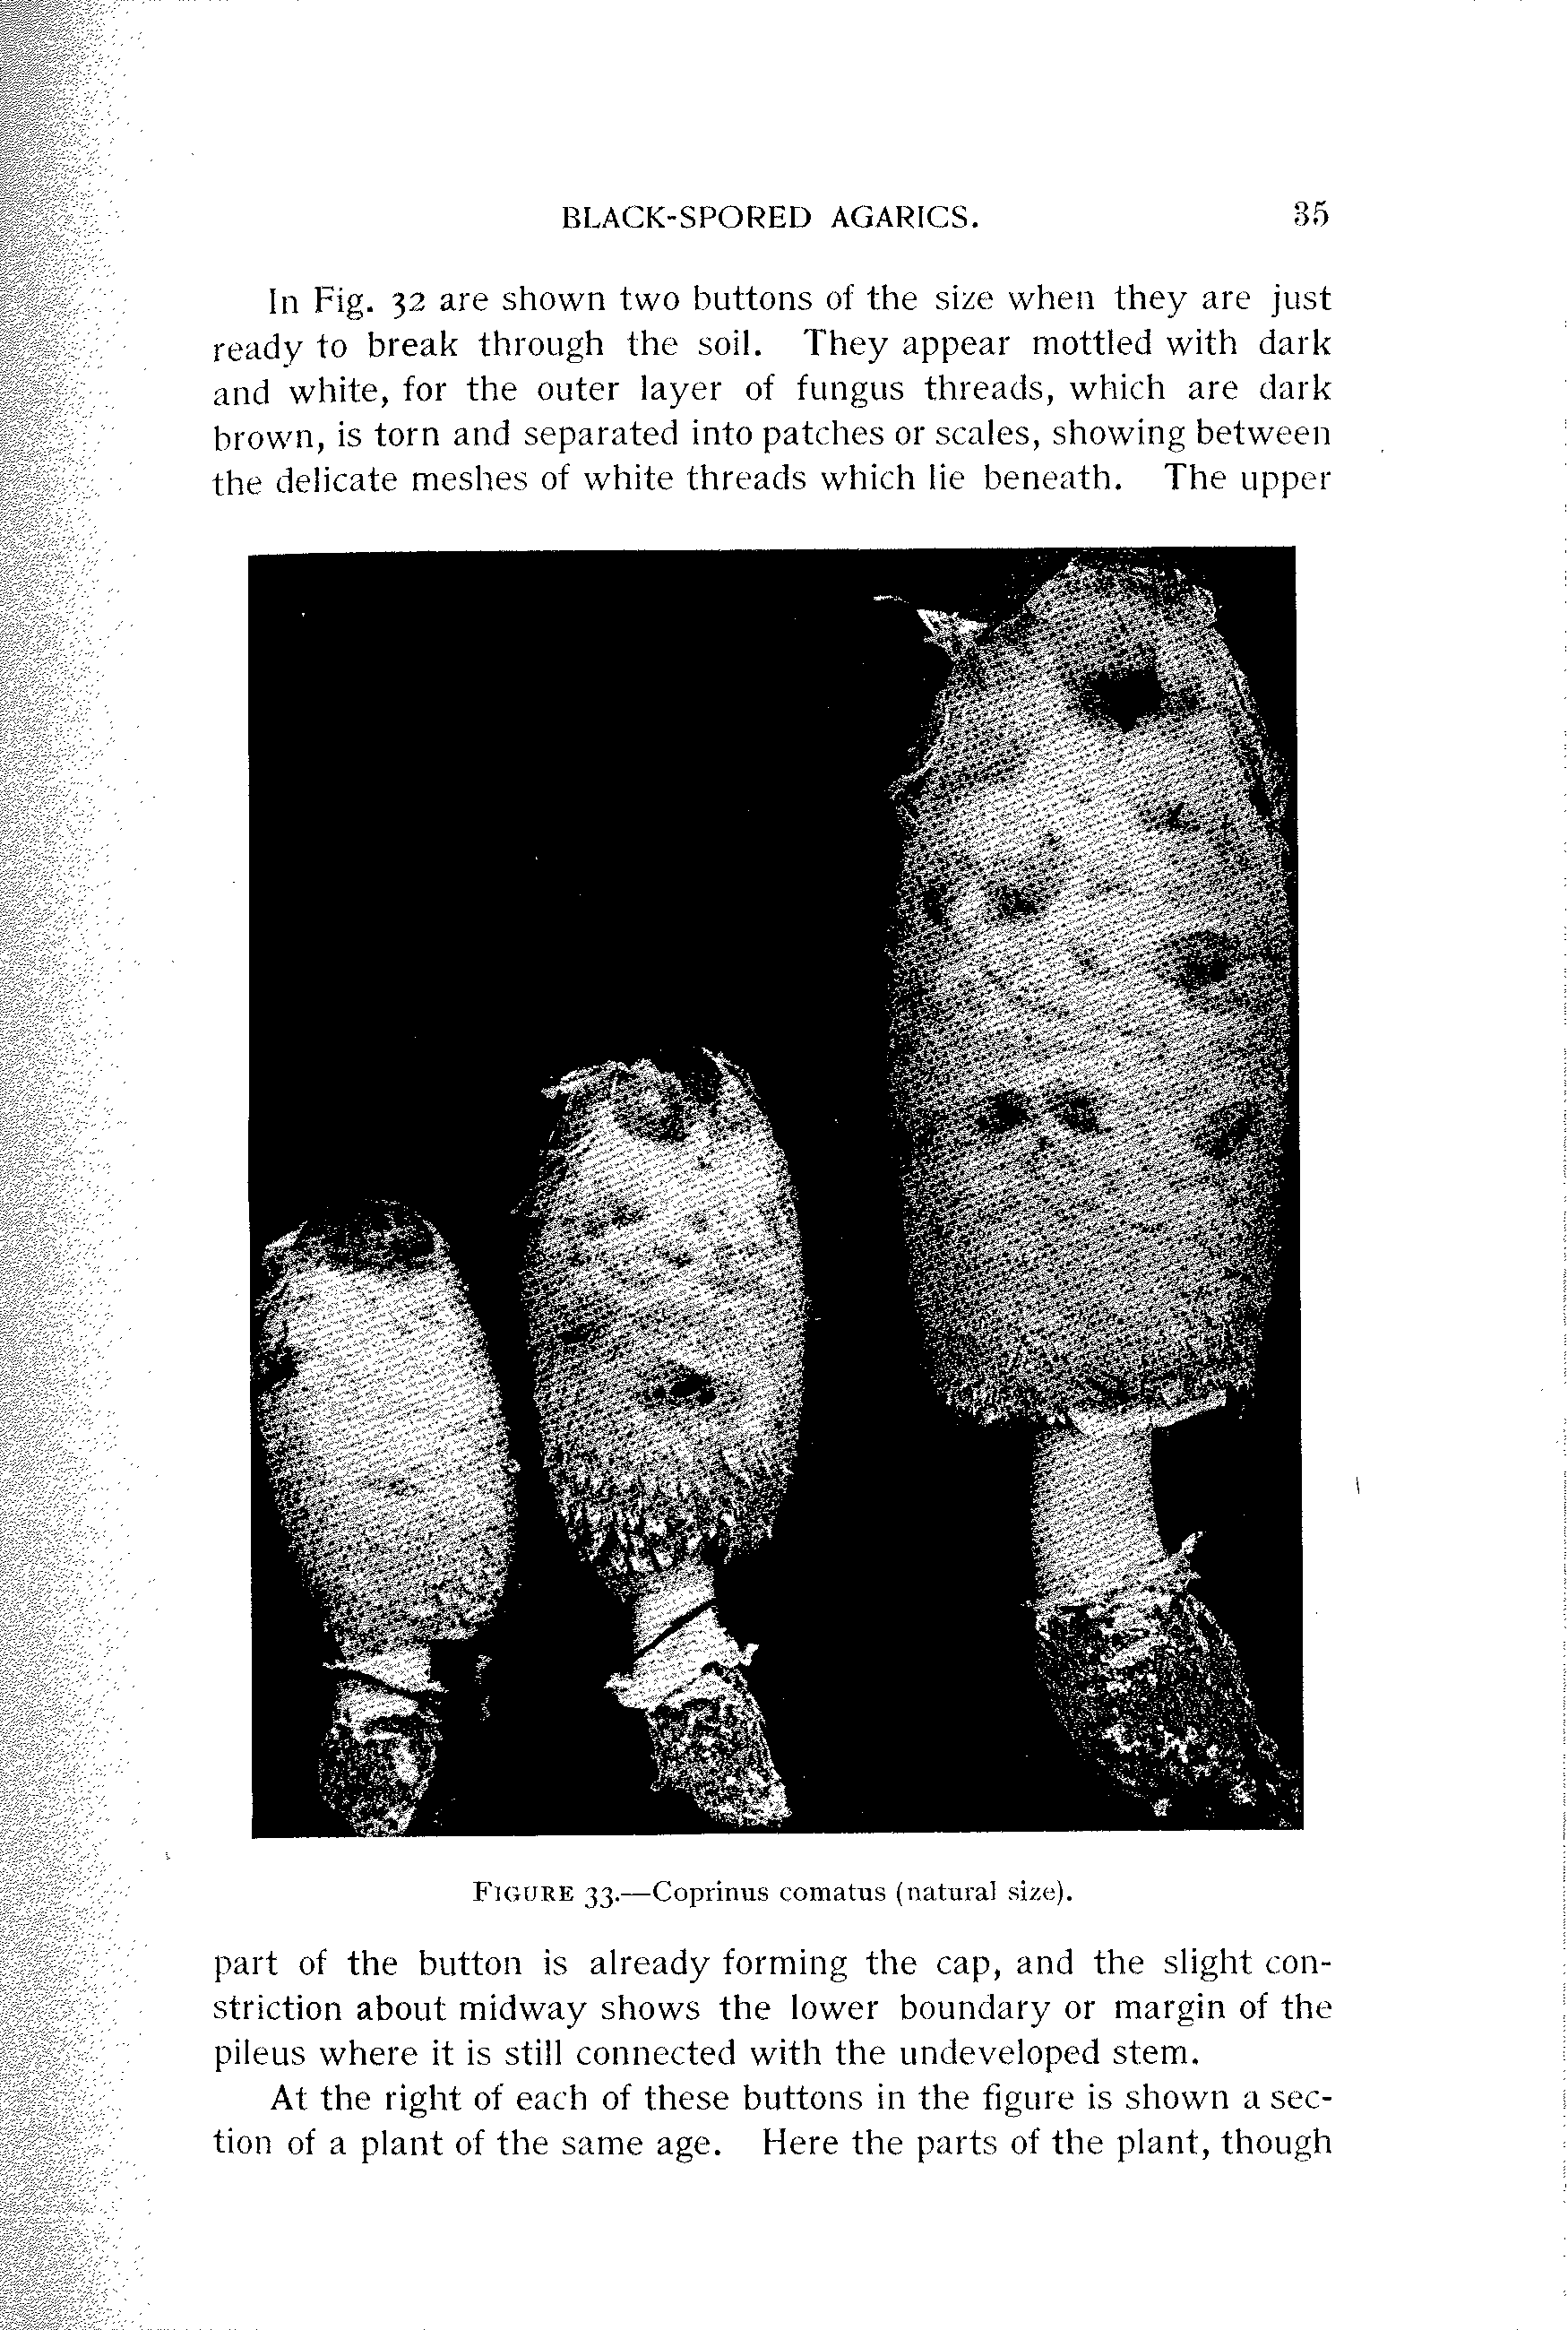 BLACK-SPORED AGARICS. 35
In Fig. 32 are shown two buttons of the size when they are just
ready to break through the soil. They appear mottled with dark
and white, for the outer layer of fungus threads, which are dark
brown, is torn and separated into patches or scales, showing between
the delicate meshes of white threads which lie beneath. The upper
FIGURE 33.—Coprinus comatus (natural size).
part of the button is already forming the cap, and the slight con-
striction about midway shows the lower boundary or margin of the
pileus where it is still connected with the undeveloped stem.
At the right of each of these buttons in the figure is shown a sec-
tion of a plant of the same age. Here the parts of the plant, though